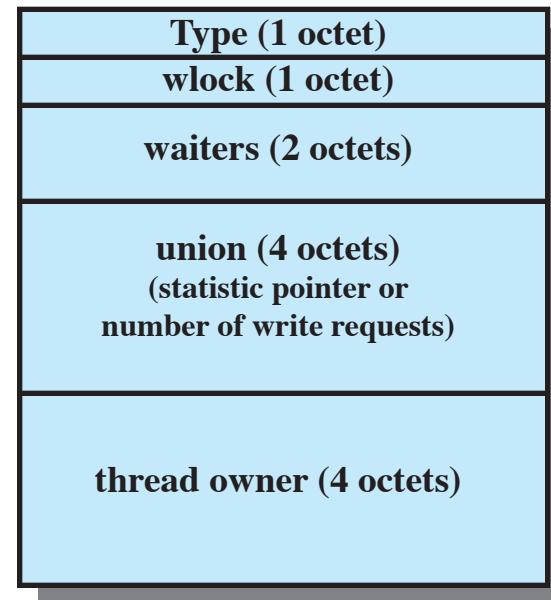 Type (1 octet)
wlock (1 octet)
waiters (2 octets)
union (4 octets)
(statistic pointer or
number of write requests)
thread owner (4 octets)